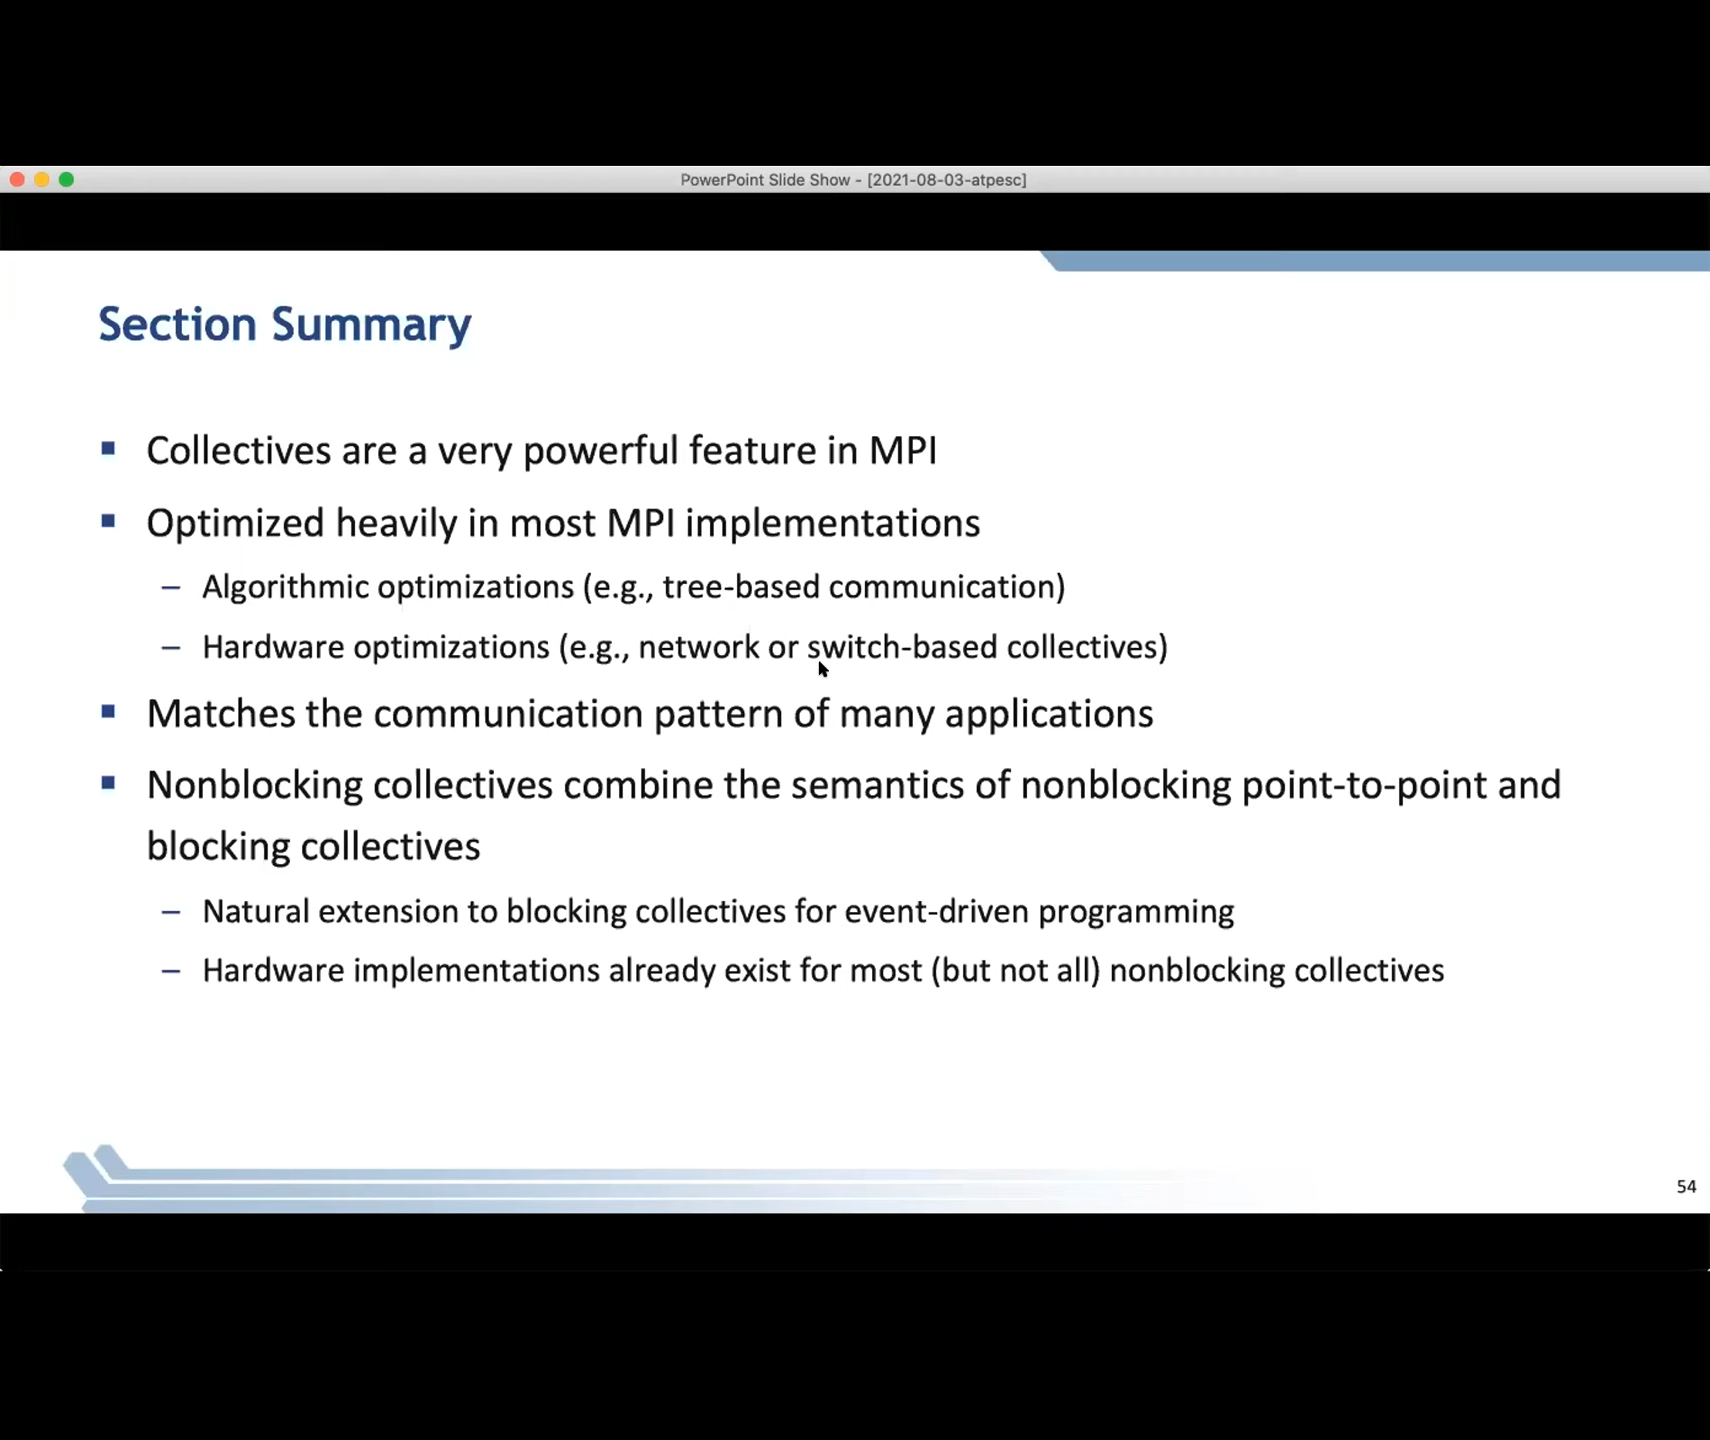 PowerPoint Slide Show - [2021-08-03-atpesc]
Section Summary
▪ Collectives are a very powerful feature in MPI
▪ Optimized heavily in most MPI implementations
– Algorithmic optimizations (e.g., tree-based communication)
– Hardware optimizations (e.g., network or switch-based collectives)
▪ Matches the communication pattern of many applications
▪ Nonblocking collectives combine the semantics of nonblocking point-to-point and
blocking collectives
– Natural extension to blocking collectives for event-driven programming
– Hardware implementations already exist for most (but not all) nonblocking collectives
54